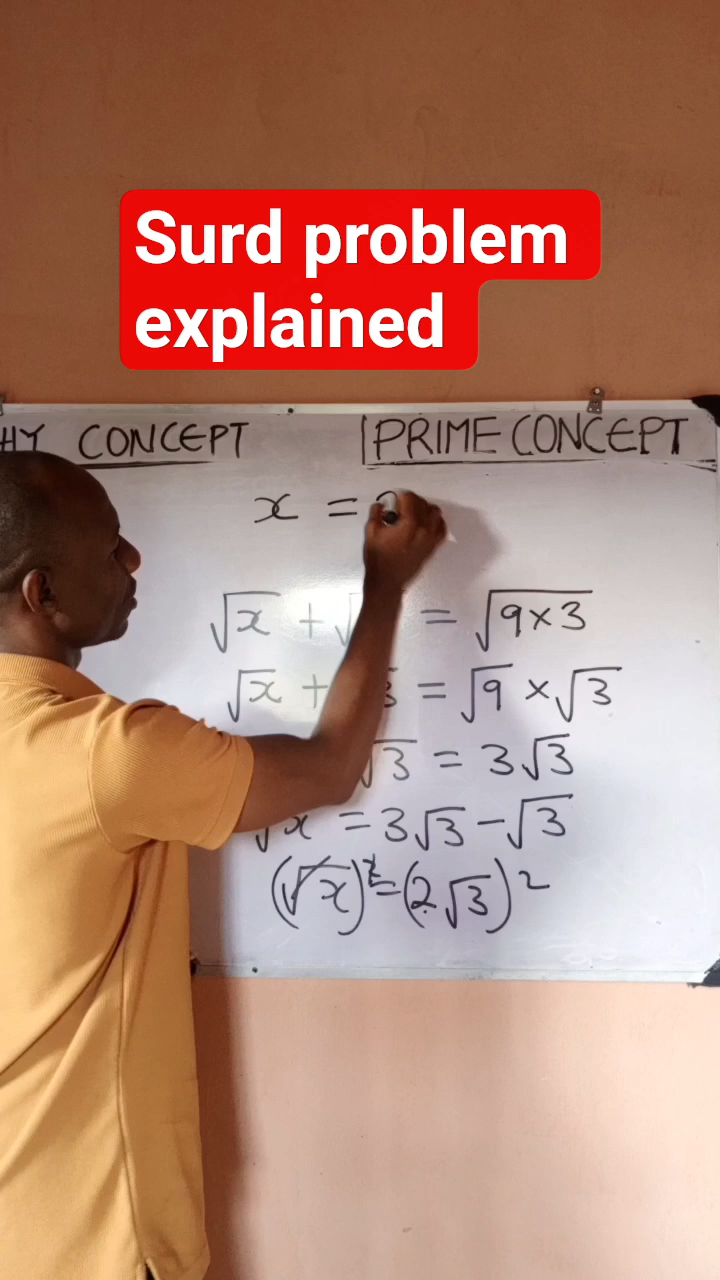 Surd problem
explained
HY CONCEPT
PRIME CONCEPT
x =
√x + √ = √9×3
√x + 3 = √9 × √3
√3 = 3√3
√x = 3√3 - √3
(√x)² = (2√3)²